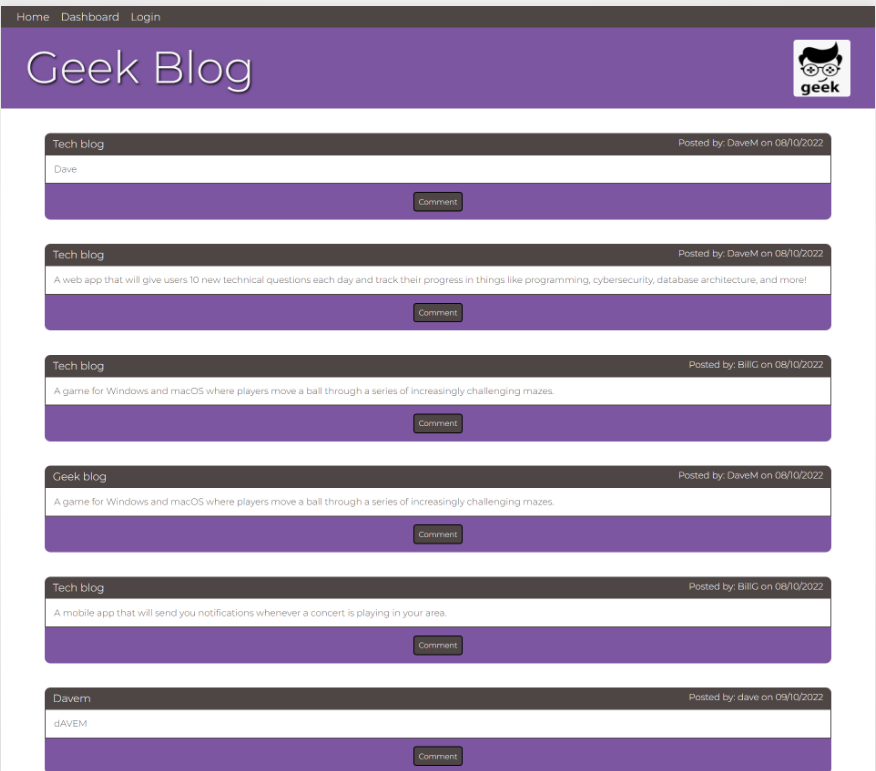 Home Dashboard Login
Geek Blog
geek
Tech blog Posted by: DaveM on 08/10/2022
Dave
Comment
Tech blog Posted by: DaveM on 08/10/2022
A web app that will give users 10 new technical questions each day and track their progress in things like programming, cybersecurity, database architecture, and more!
Comment
Tech blog Posted by: BillG on 08/10/2022
A game for Windows and macOS where players move a ball through a series of increasingly challenging mazes.
Comment
Geek blog Posted by: DaveM on 08/10/2022
A game for Windows and macOS where players move a ball through a series of increasingly challenging mazes.
Comment
Tech blog Posted by: BillG on 08/10/2022
A mobile app that will send you notifications whenever a concert is playing in your area.
Comment
Davem Posted by: dave on 09/10/2022
dAVEM
Comment